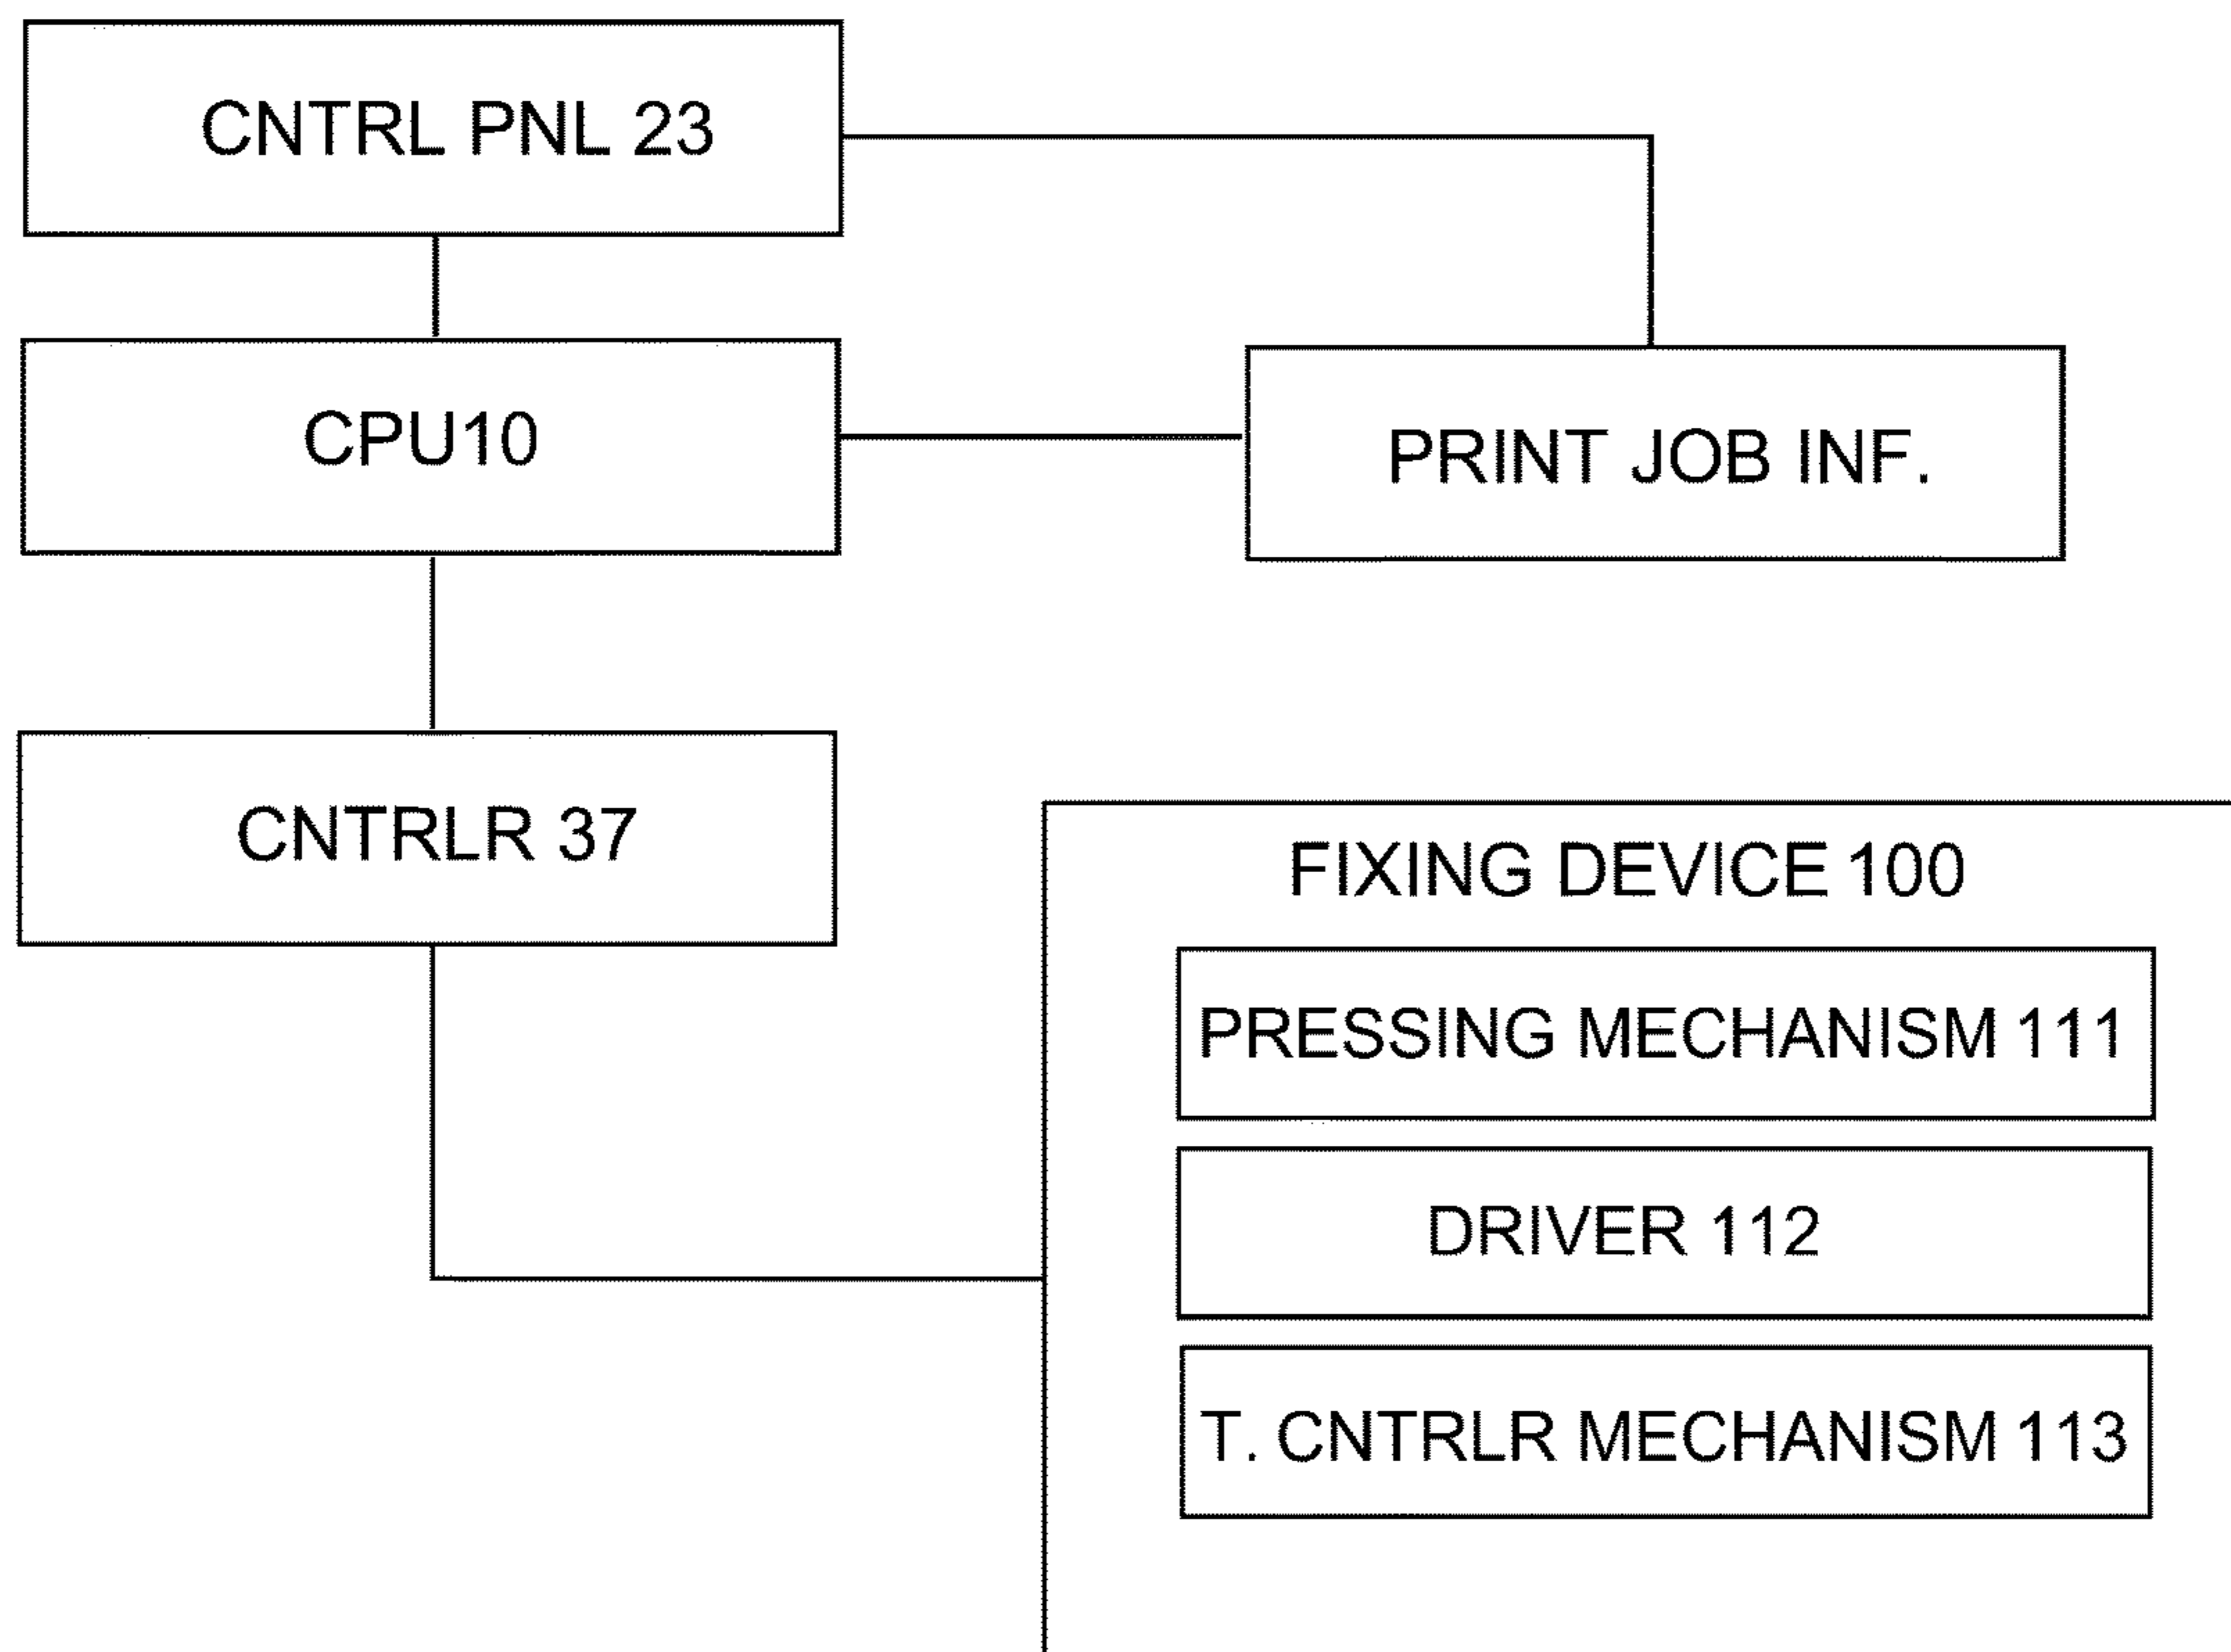 CNTRL PNL 23
CPU10
PRINT JOB INF.
CNTRLR 37
FIXING DEVICE 100
PRESSING MECHANISM 111
DRIVER 112
T. CNTRLR MECHANISM 113